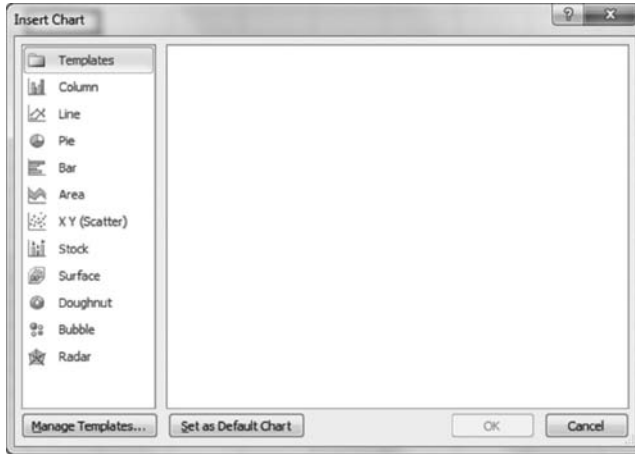 Insert Chart
Templates
Column
Line
Pie
Bar
Area
X Y (Scatter)
Stock
Surface
Doughnut
Bubble
Radar
Manage Templates... Set as Default Chart OK Cancel